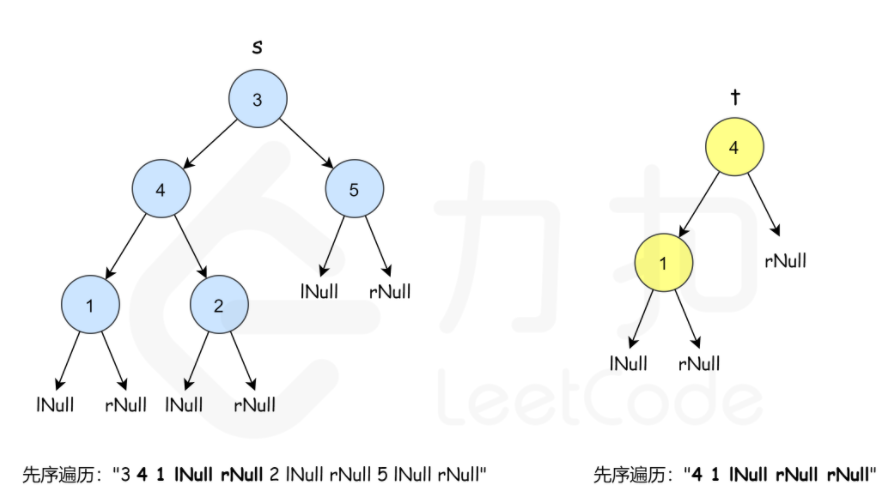 s
3
t
4
4
5
1
rNull
1
2
lNull rNull
lNull rNull
lNull rNull lNull rNull
力扣
LeetCode
先序遍历："3 4 1 lNull rNull 2 lNull rNull 5 lNull rNull"
先序遍历："4 1 lNull rNull rNull"